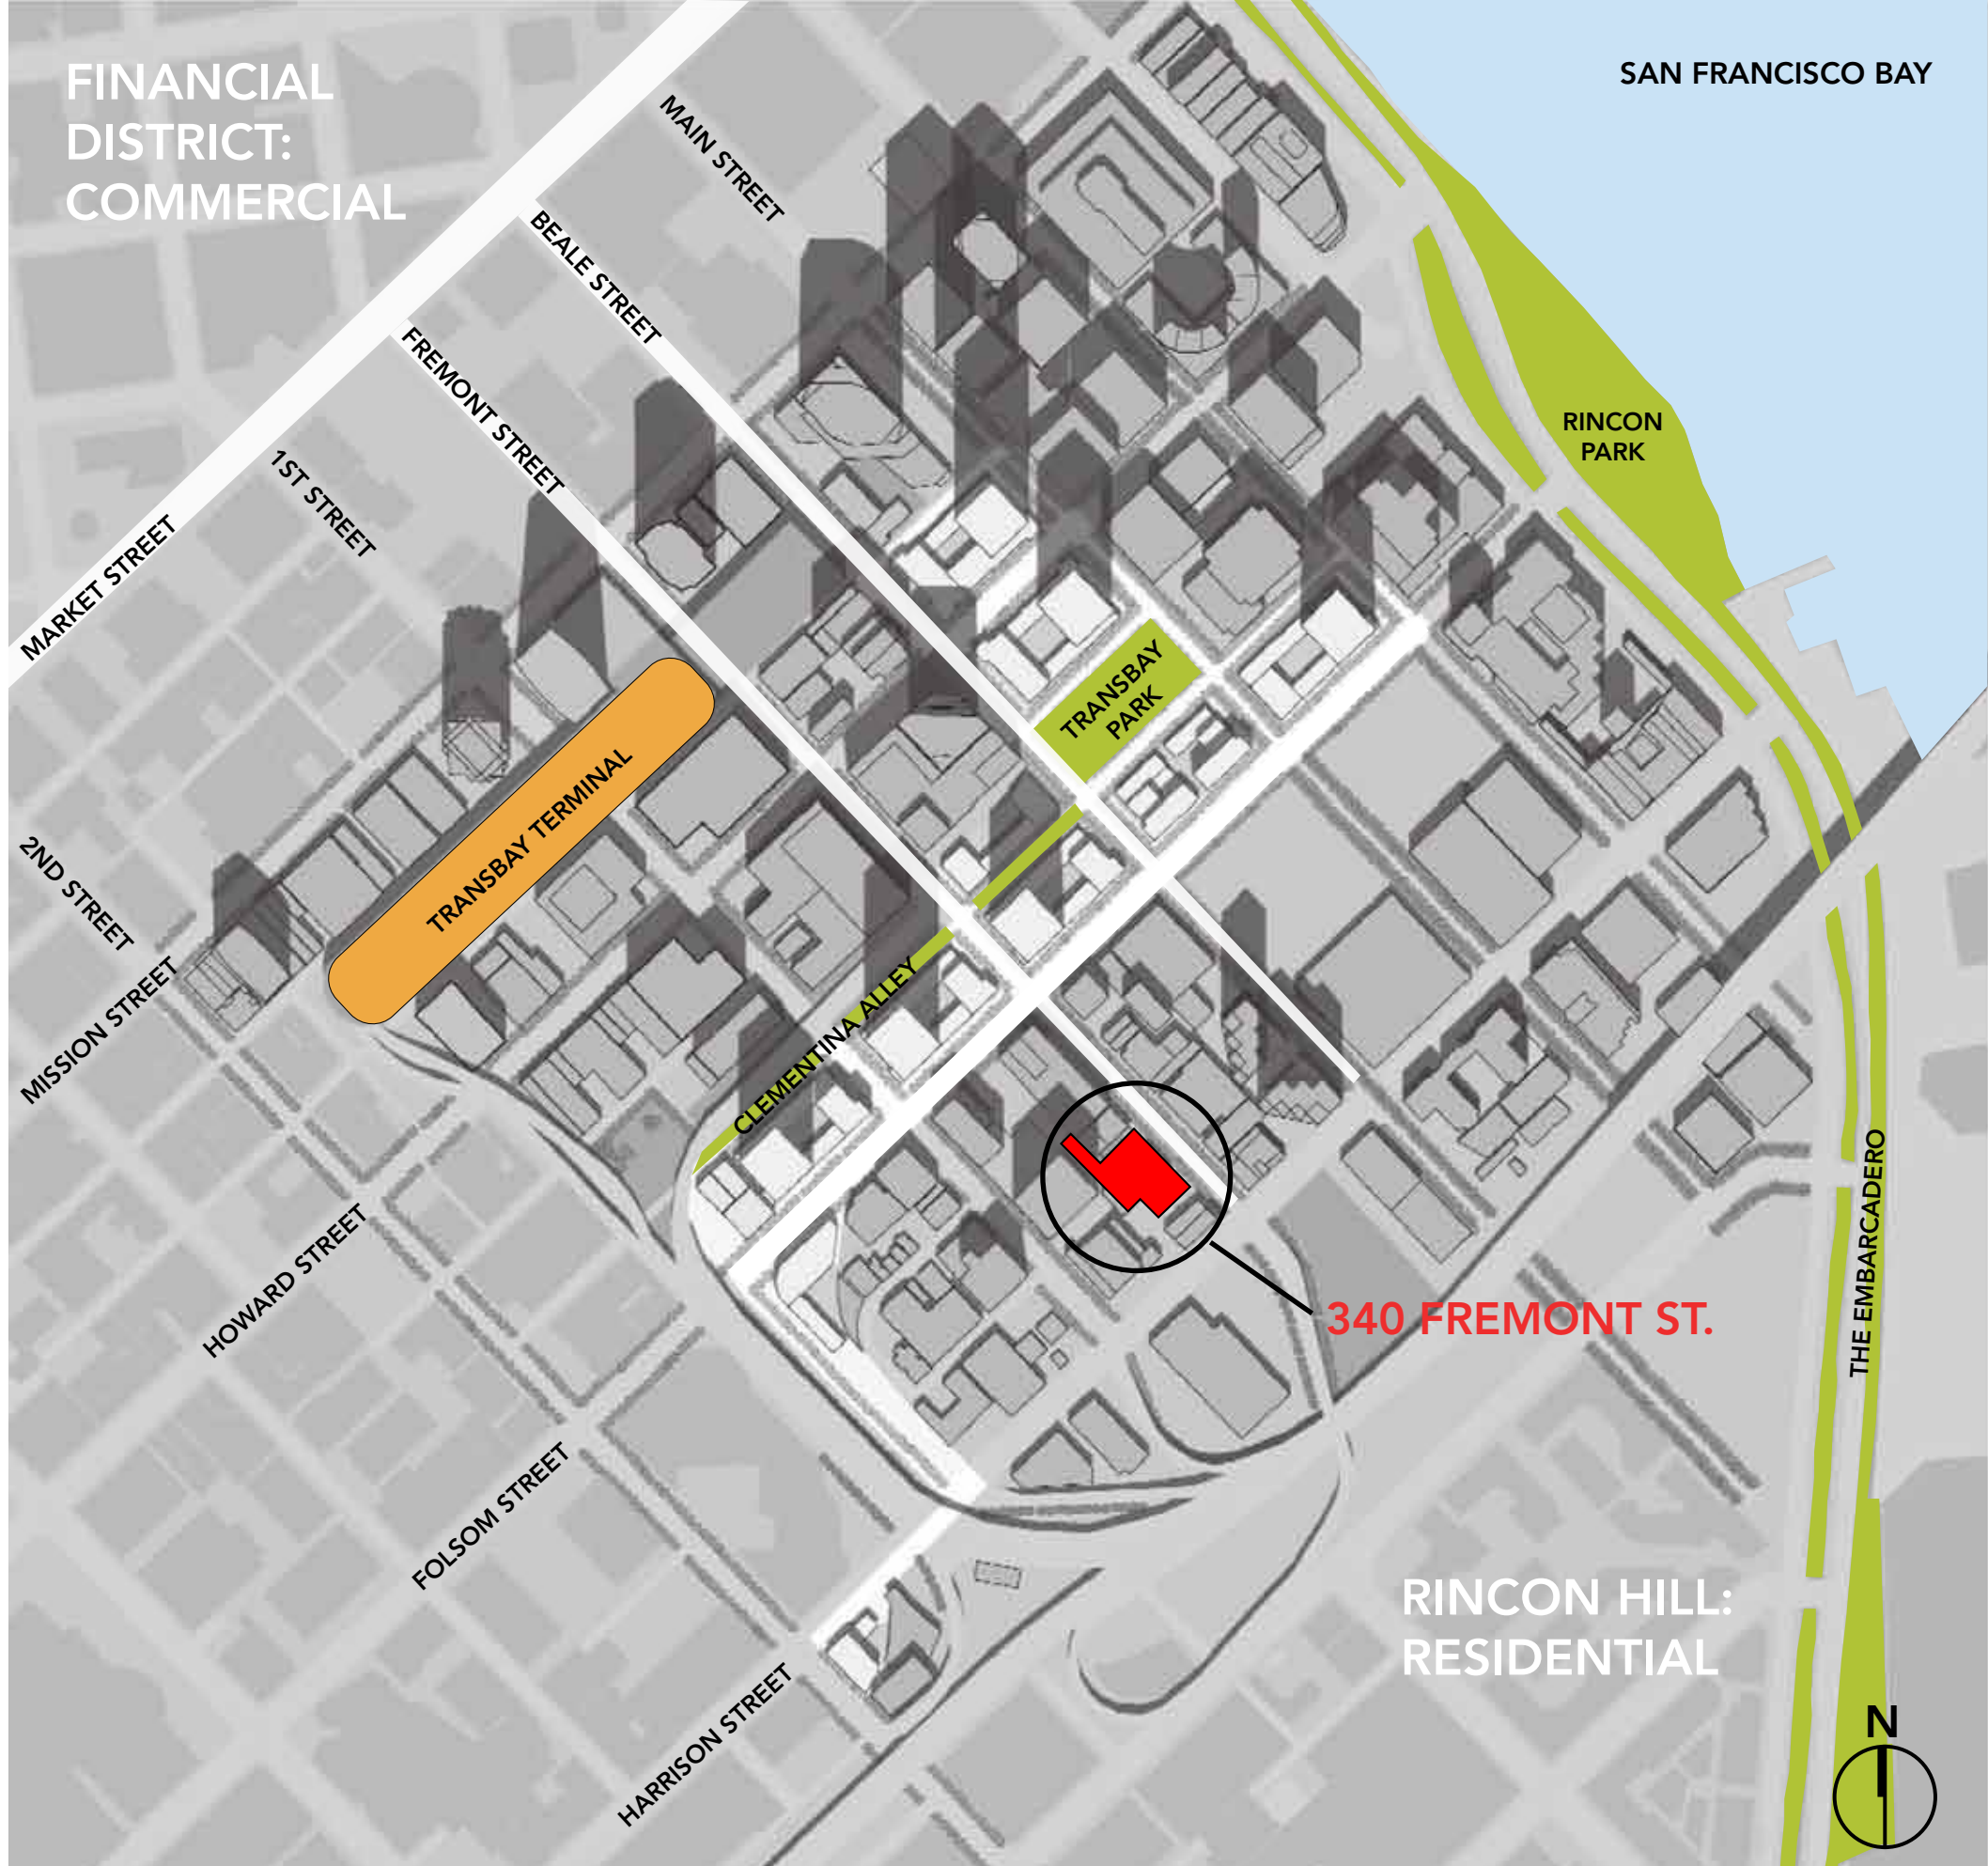 FINANCIAL
DISTRICT:
COMMERCIAL
SAN FRANCISCO BAY
MAIN STREET
BEALE STREET
FREMONT STREET
1ST STREET
MARKET STREET
RINCON
PARK
TRANSBAY
PARK
TRANSBAY TERMINAL
2ND STREET
MISSION STREET
CLEMENTINA ALLEY
HOWARD STREET
340 FREMONT ST.
THE EMBARCADERO
FOLSOM STREET
RINCON HILL:
RESIDENTIAL
HARRISON STREET
N